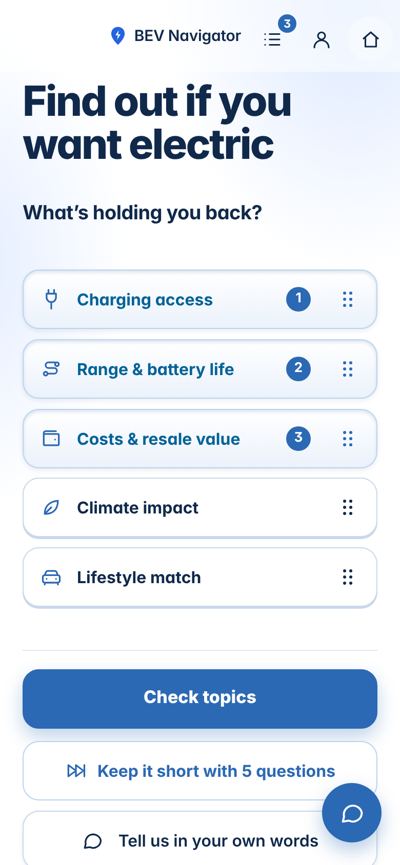 BEV Navigator
3
Find out if you
want electric
What’s holding you back?
Charging access 1
Range & battery life 2
Costs & resale value 3
Climate impact
Lifestyle match
Check topics
Keep it short with 5 questions
Tell us in your own words